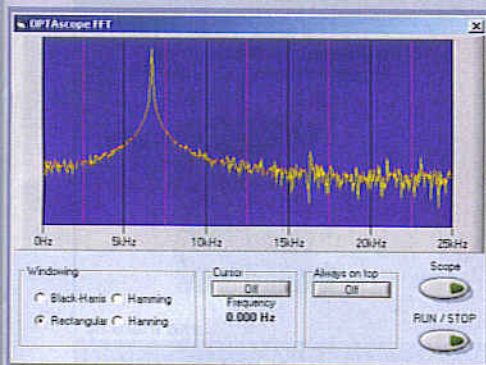 OPTAscope FFT
0Hz 5kHz 10kHz 15kHz 20kHz 25kHz
Windowing
Black-Harris Hamming
Rectangular Hanning
Cursor
Off
Frequency
0.000 Hz
Always on top
Off
Scope
RUN / STOP